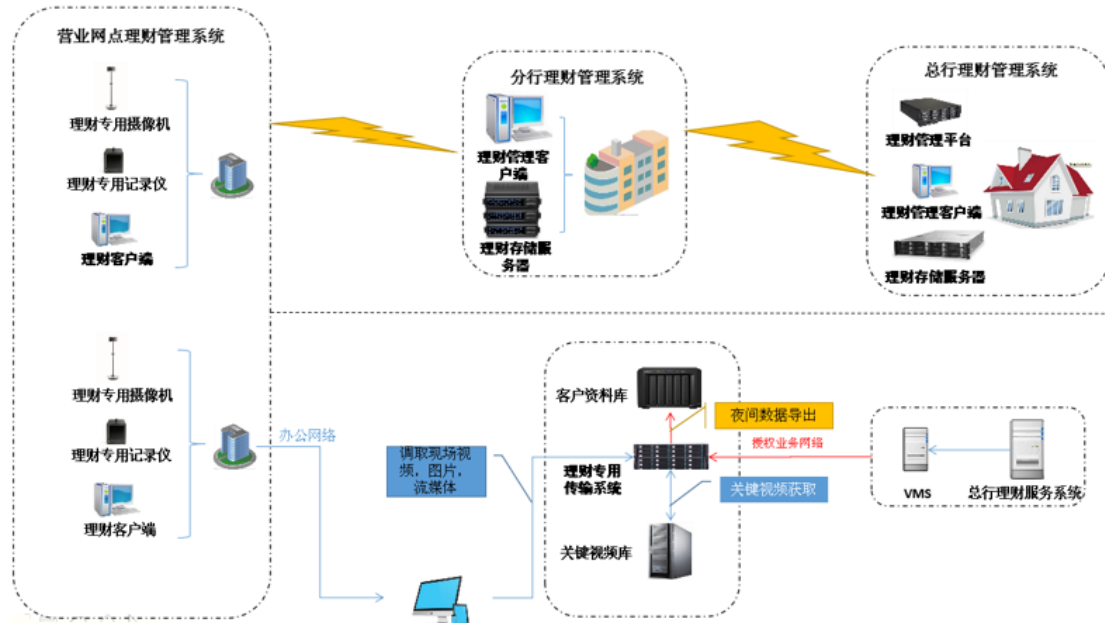 营业网点理财管理系统
理财专用摄像机
理财专用记录仪
理财客户端
分行理财管理系统
理财管理客
户端
理财存储服
务器
总行理财管理系统
理财管理平台
理财管理客户端
理财存储服务器
理财专用摄像机
理财专用记录仪
理财客户端
办公网络
调取现场视
频，图片，
流媒体
客户资料库
夜间数据导出
理财专用
传输系统
授权业务网络
关键视频获取
关键视频库
VMS
总行理财服务系统